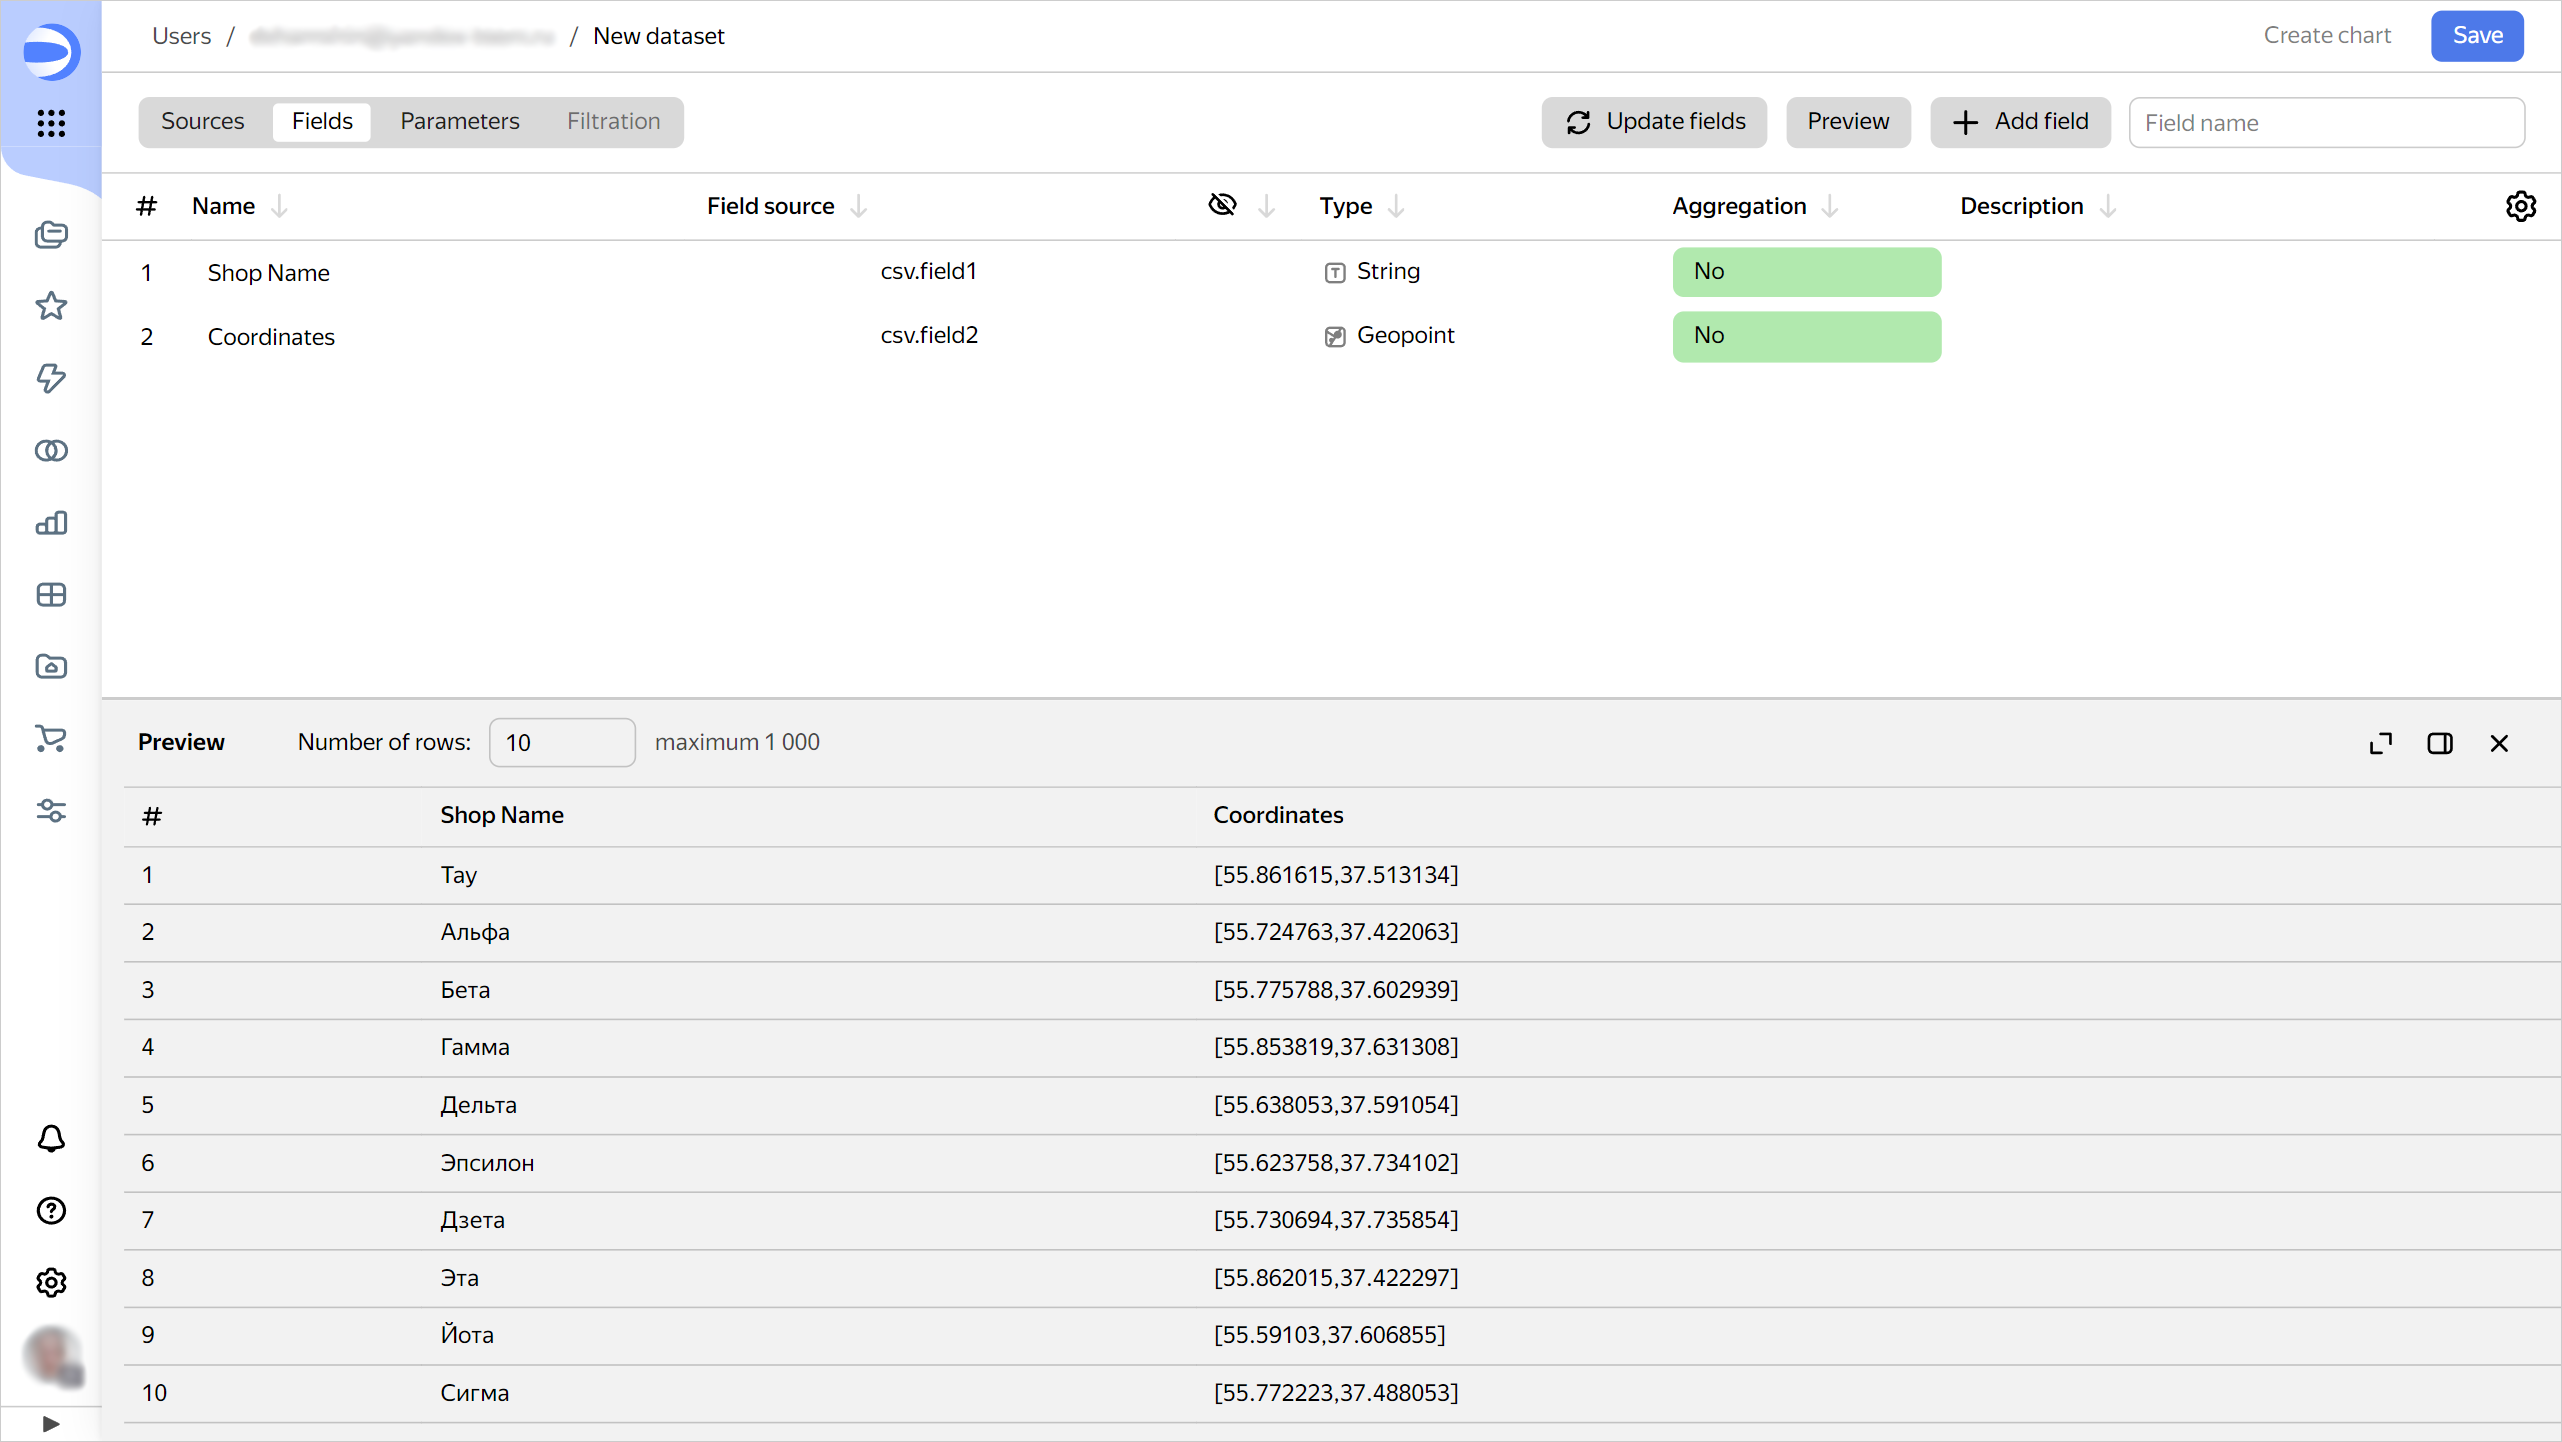 Users / / New dataset Create chart Save
Sources Fields Parameters Filtration Update fields Preview Add field Field name
# Name Field source Type Aggregation Description
1 Shop Name csv.field1 String No
2 Coordinates csv.field2 Geopoint No
Preview Number of rows: 10 maximum 1 000
# Shop Name Coordinates
1 Тау [55.861615,37.513134]
2 Альфа [55.724763,37.422063]
3 Бета [55.775788,37.602939]
4 Гамма [55.853819,37.631308]
5 Дельта [55.638053,37.591054]
6 Эпсилон [55.623758,37.734102]
7 Дзета [55.730694,37.735854]
8 Эта [55.862015,37.422297]
9 Йота [55.59103,37.606855]
10 Сигма [55.772223,37.488053]